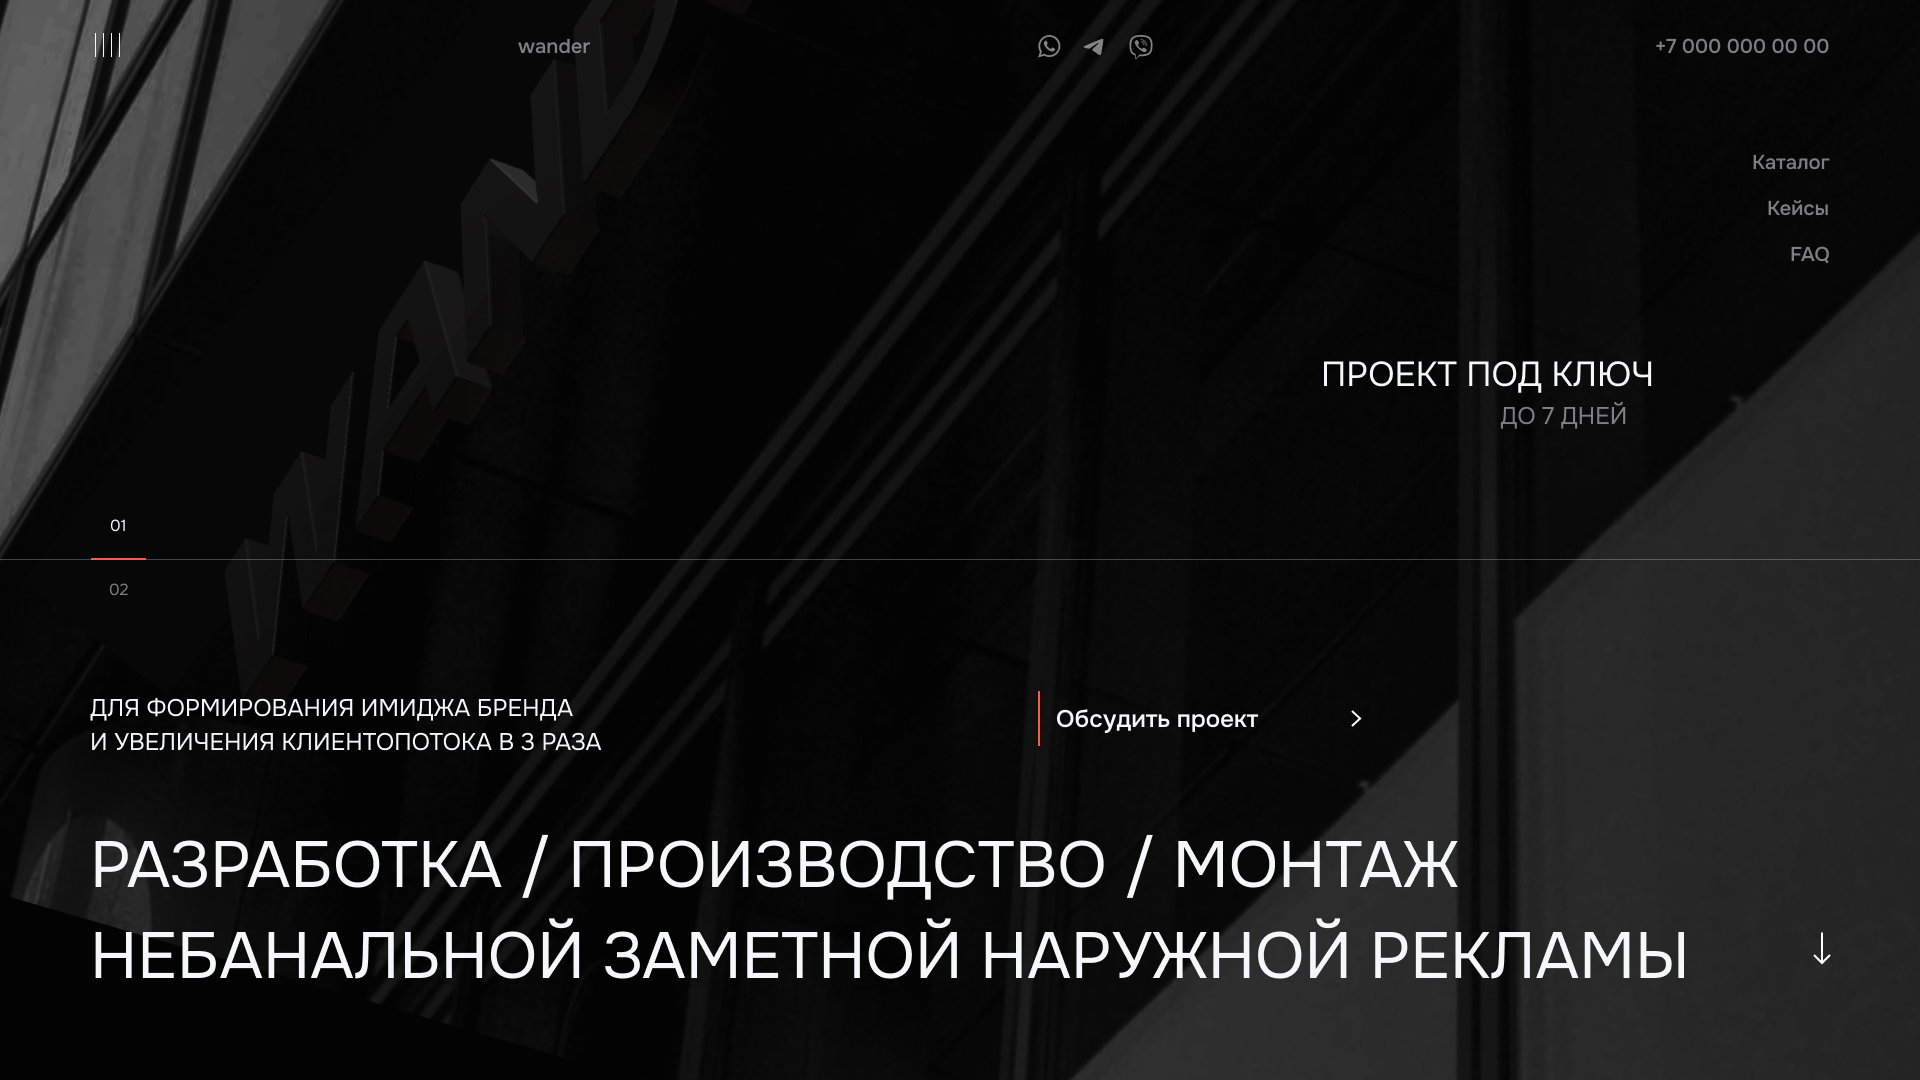 wander
+7 000 000 00 00
Каталог
Кейсы
FAQ
WAND
ПРОЕКТ ПОД КЛЮЧ
ДО 7 ДНЕЙ
01
02
ДЛЯ ФОРМИРОВАНИЯ ИМИДЖА БРЕНДА
И УВЕЛИЧЕНИЯ КЛИЕНТОПОТОКА В 3 РАЗА
Обсудить проект
РАЗРАБОТКА / ПРОИЗВОДСТВО / МОНТАЖ
НЕБАНАЛЬНОЙ ЗАМЕТНОЙ НАРУЖНОЙ РЕКЛАМЫ